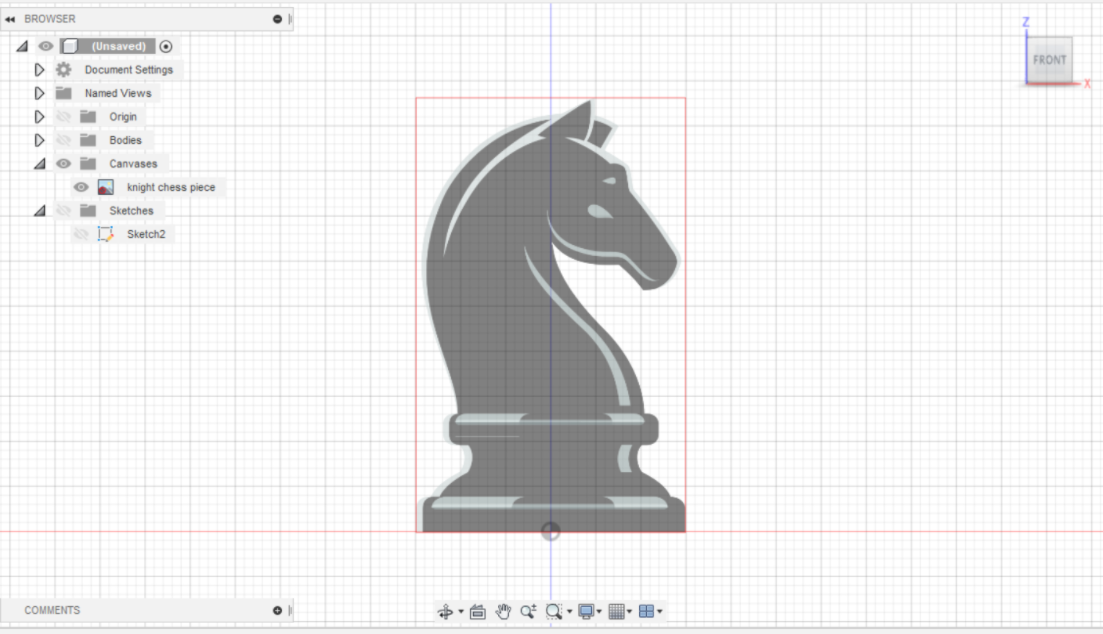 BROWSER
(Unsaved)
Document Settings
Named Views
Origin
Bodies
Canvases
knight chess piece
Sketches
Sketch2
Z
FRONT
X
COMMENTS